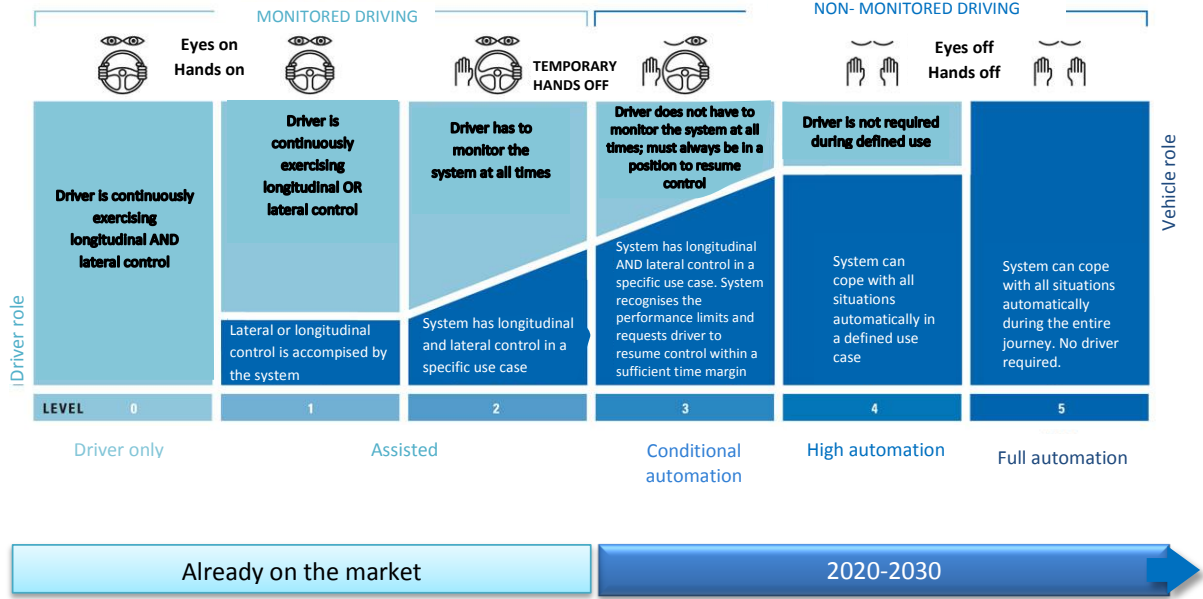 MONITORED DRIVING
NON- MONITORED DRIVING
Eyes on
Hands on
TEMPORARY
HANDS OFF
Eyes off
Hands off
Driver role
Vehicle role
Driver is continuously
exercising
longitudinal AND
lateral control
Driver is
continuously
exercising
longitudinal OR
lateral control
Driver has to
monitor the
system at all times
Driver does not have to
monitor the system at all
times; must always be in a
position to resume
control
Driver is not required
during defined use
Lateral or longitudinal
control is accompised by
the system
System has longitudinal
and lateral control in a
specific use case
System has longitudinal
AND lateral control in a
specific use case. System
recognises the
performance limits and
requests driver to
resume control within a
sufficient time margin
System can
cope with all
situations
automatically in
a defined use
case
System can cope
with all situations
automatically
during the entire
journey. No driver
required.
LEVEL 0 1 2 3 4 5
Driver only
Assisted
Conditional
automation
High automation
Full automation
Already on the market
2020-2030